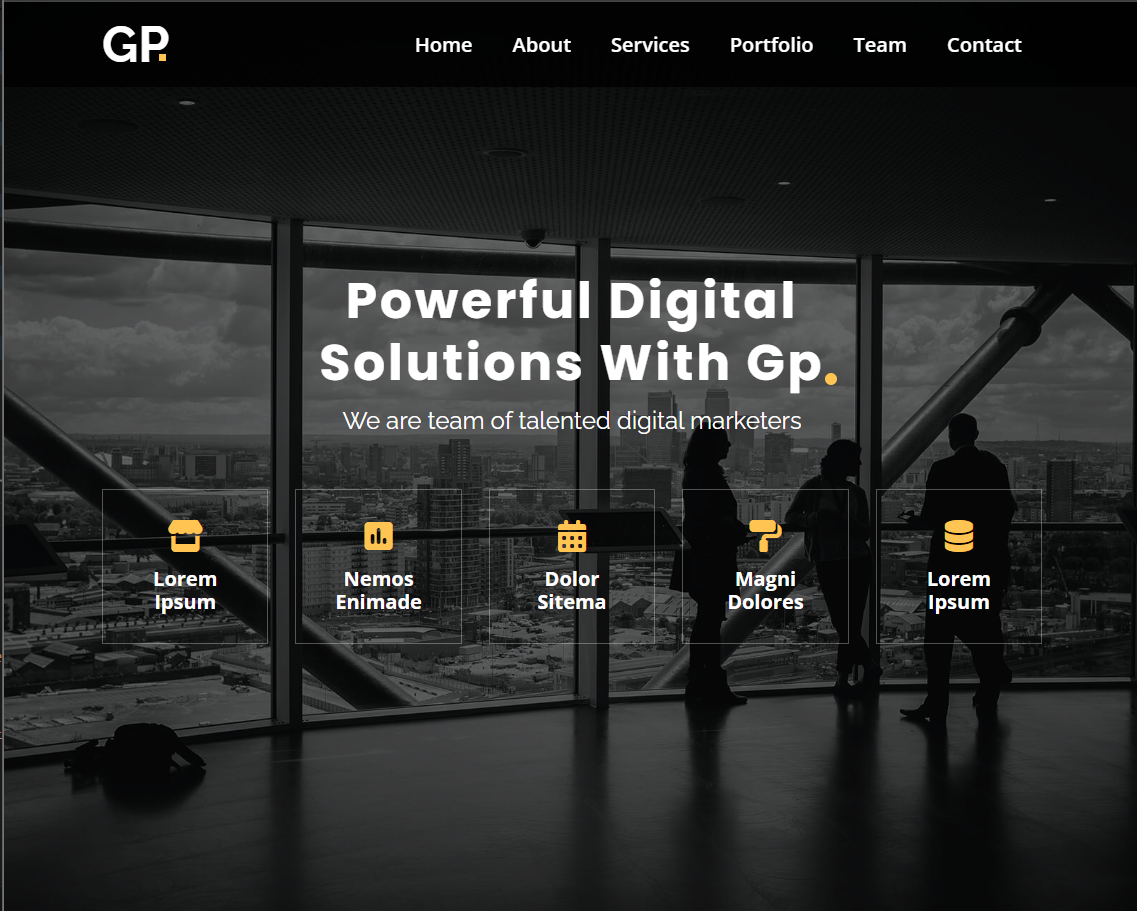 GP.
Home About Services Portfolio Team Contact
Powerful Digital
Solutions With Gp.
We are team of talented digital marketers
Lorem
Ipsum
Nemos
Enimade
Dolor
Sitema
Magni
Dolores
Lorem
Ipsum